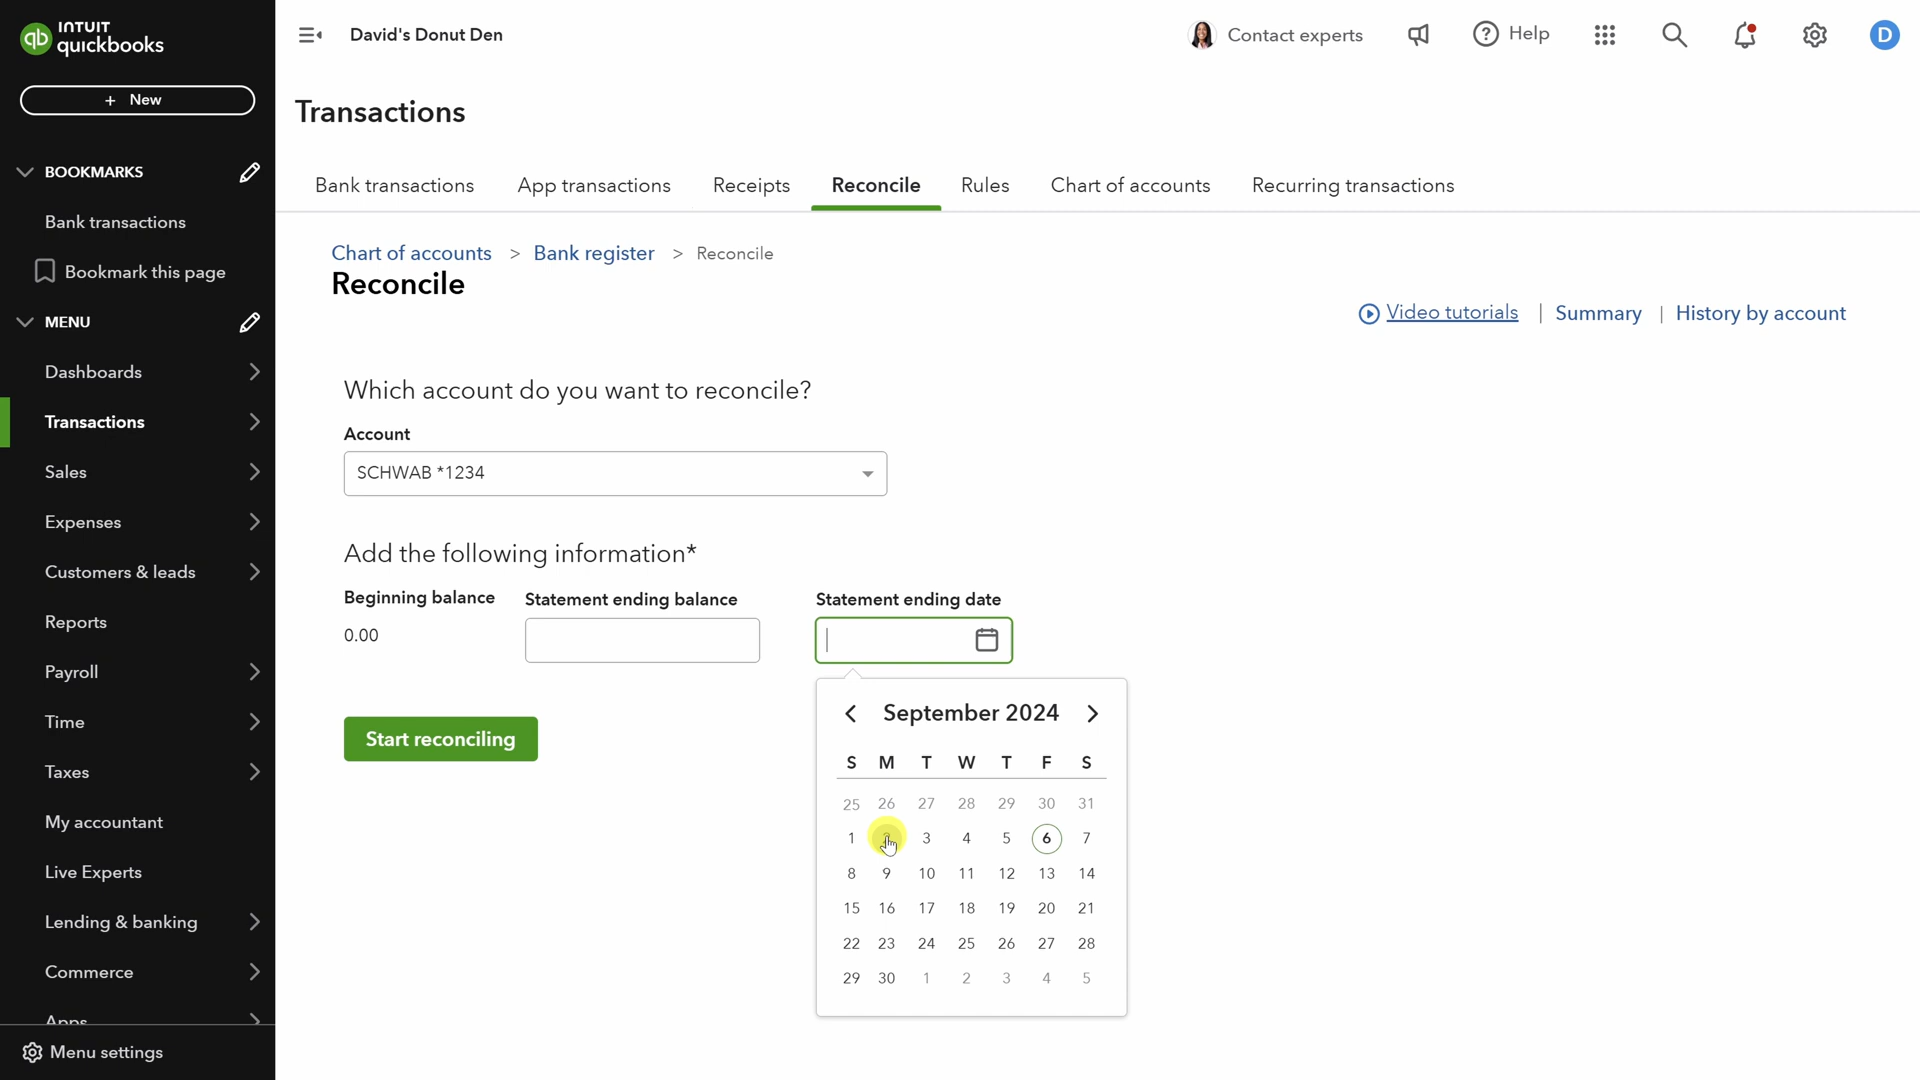 INTUIT
quickbooks
David's Donut Den
Contact experts
Help
D
+ New
Transactions
BOOKMARKS
Bank transactions
App transactions
Receipts
Reconcile
Rules
Chart of accounts
Recurring transactions
Bank transactions
Bookmark this page
Chart of accounts > Bank register > Reconcile
Reconcile
Video tutorials | Summary | History by account
MENU
Dashboards
Transactions
Sales
Expenses
Customers & leads
Reports
Payroll
Time
Taxes
My accountant
Live Experts
Lending & banking
Commerce
Apps
Menu settings
Which account do you want to reconcile?
Account
SCHWAB *1234
Add the following information*
Beginning balance
Statement ending balance
Statement ending date
0.00
Start reconciling
September 2024
S M T W T F S
25 26 27 28 29 30 31
1 3 4 5 6 7
8 9 10 11 12 13 14
15 16 17 18 19 20 21
22 23 24 25 26 27 28
29 30 1 2 3 4 5